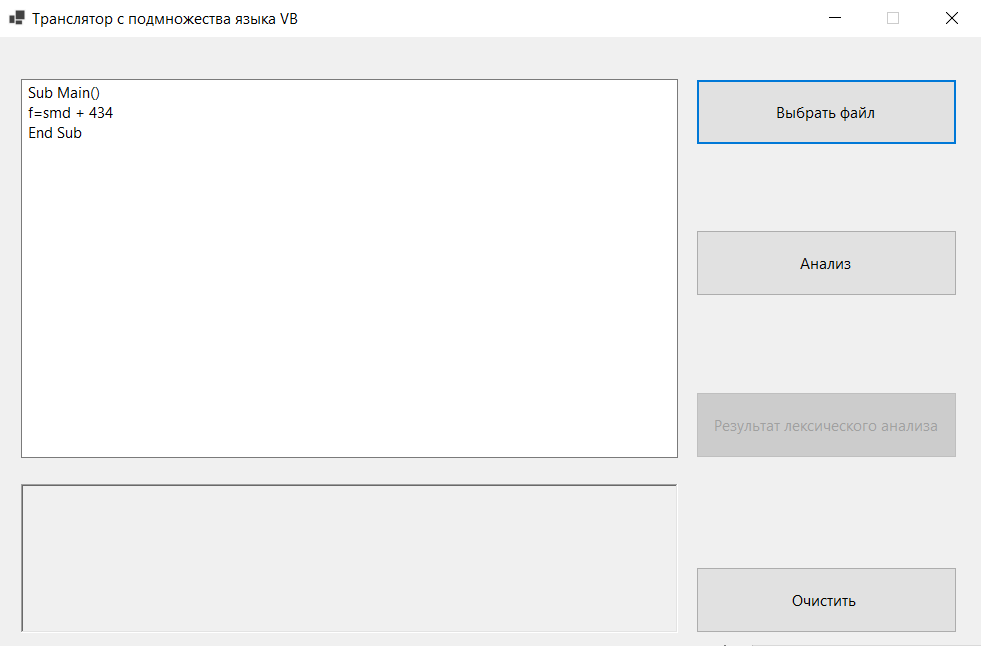 Транслятор с подмножества языка VB
Sub Main()
f=smd + 434
End Sub
Выбрать файл
Анализ
Результат лексического анализа
Очистить